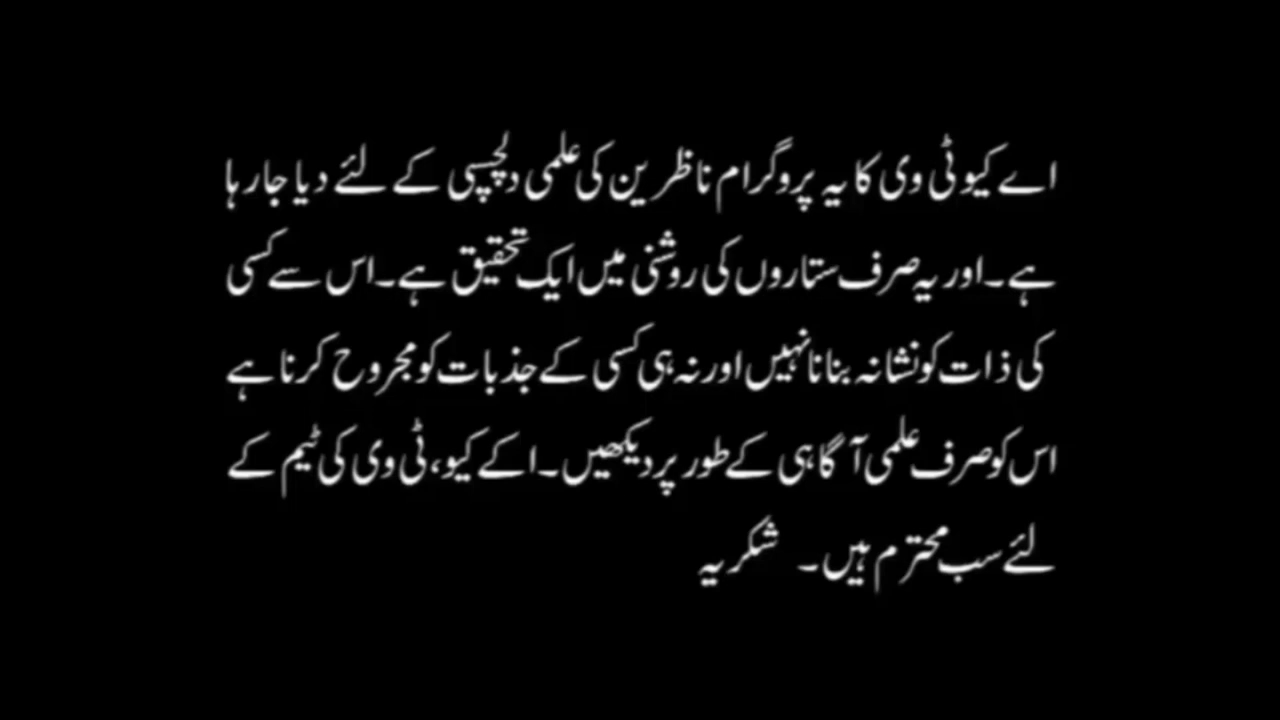 اے کیو ٹی وی کا یہ پروگرام ناظرین کی علمی دلچسپی کے لئے دیا جارہا
ہے۔ اور یہ صرف ستاروں کی روشنی میں ایک تحقیق ہے۔ اس سے کسی
کی ذات کو نشانہ بنانا نہیں اور نہ ہی کسی کے جذبات کو مجروح کرنا ہے
اس کو صرف علمی آگاہی کے طور پر دیکھیں۔ اے کیو، ٹی وی کی ٹیم کے
لئے سب محترم ہیں۔ شکریہ